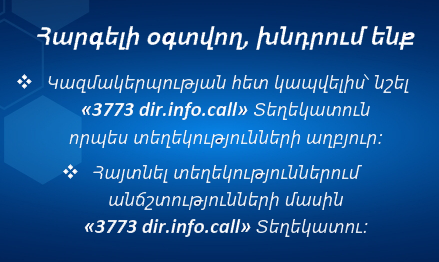 Հարգելի օգտվող, խնդրում ենք
❖ Կազմակերպության հետ կապվելիս՝ նշել
«3773 dir.info.call» Տեղեկատուն
որպես տեղեկությունների աղբյուր:
❖ Հայտնել տեղեկություններում
անճշտությունների մասին
«3773 dir.info.call» Տեղեկատու: